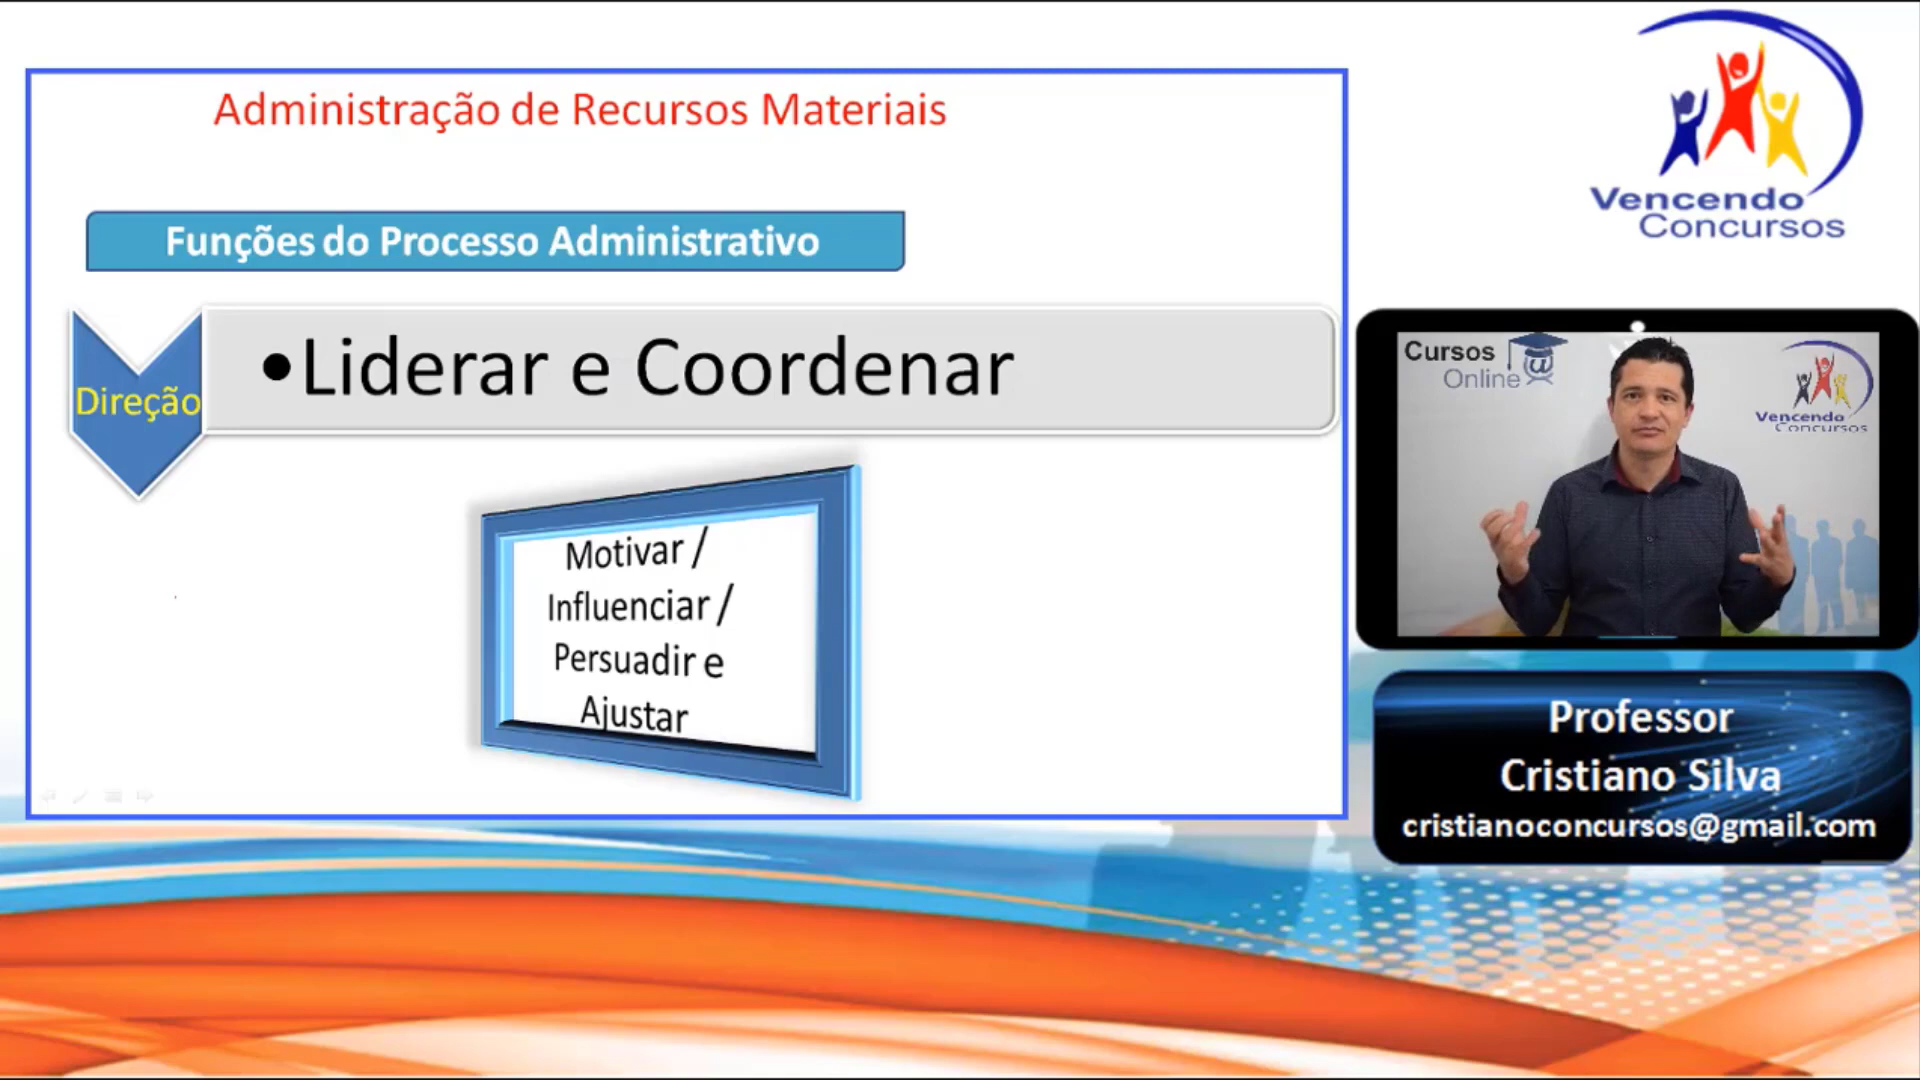 Administração de Recursos Materiais
Funções do Processo Administrativo
Direção
•Liderar e Coordenar
Motivar /
Influenciar /
Persuadir e
Ajustar
Vencendo
Concursos
Cursos
Online
Vencendo
Concursos
Professor
Cristiano Silva
cristianoconcursos@gmail.com